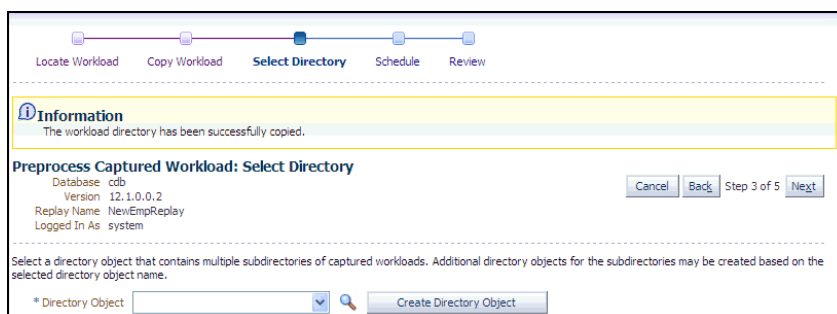 Locate Workload Copy Workload Select Directory Schedule Review
Information
The workload directory has been successfully copied.
Preprocess Captured Workload: Select Directory
Database cdb
Version 12.1.0.0.2
Replay Name NewEmpReplay
Logged In As system
Cancel Back Step 3 of 5 Next
Select a directory object that contains multiple subdirectories of captured workloads. Additional directory objects for the subdirectories may be created based on the
selected directory object name.
* Directory Object Create Directory Object